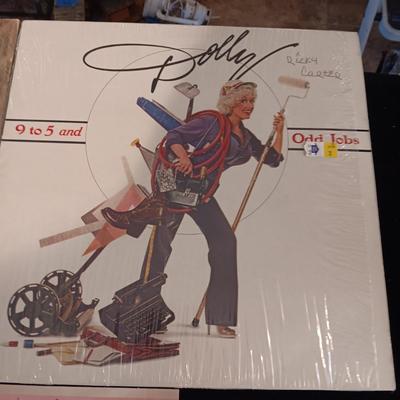 Dolly
Ricky
Carter
9 to 5 and Odd Jobs